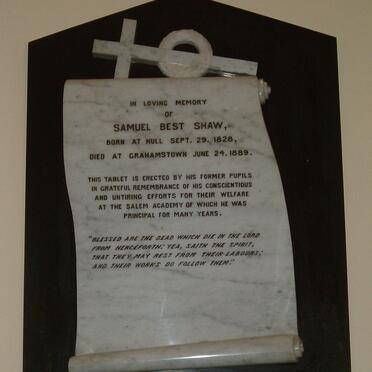 IN LOVING MEMORY
OF
SAMUEL BEST SHAW,
BORN AT HULL SEPT. 29. 1828,
DIED AT GRAHAMSTOWN JUNE 24. 1889.
THIS TABLET IS ERECTED BY HIS FORMER PUPILS
IN GRATEFUL REMEMBRANCE OF HIS CONSCIENTIOUS
AND UNTIRING EFFORTS FOR THEIR WELFARE
AT THE SALEM ACADEMY OF WHICH HE WAS
PRINCIPAL FOR MANY YEARS.
"BLESSED ARE THE DEAD WHICH DIE IN THE LORD
FROM HENCEFORTH: YEA, SAITH THE SPIRIT,
THAT THEY MAY REST FROM THEIR LABOURS;
AND THEIR WORKS DO FOLLOW THEM."